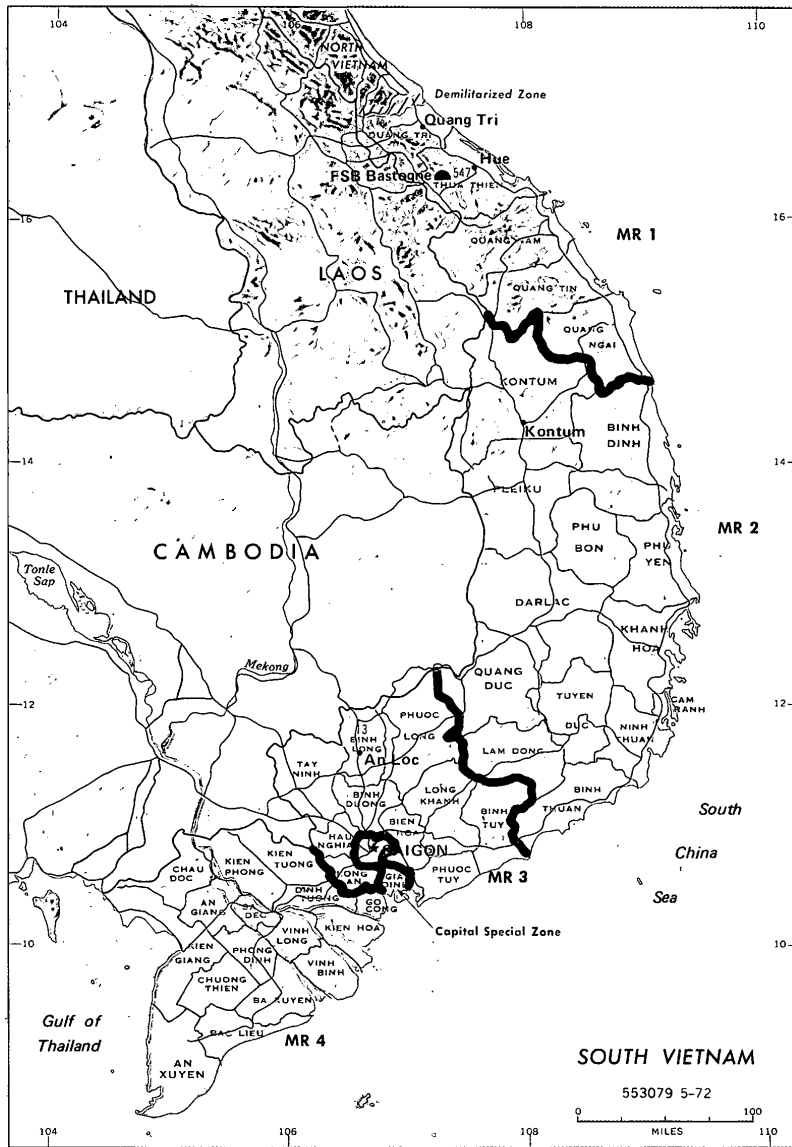 104
106
108
110
NORTH
VIETNAM
Demilitarized Zone
Quang Tri
QUANG TRI
Hue
FSB Bastogne
547
THUA THIEN
16
16
MR 1
QUANG NAM
LAOS
THAILAND
QUANG TIN
QUANG
NGAI
KONTUM
Kontum
BINH
DINH
14
14
PLEIKU
MR 2
PHU
BON
PHU
YEN
CAMBODIA
Tonle
Sap
DARLAC
KHANH
HOA
Mekong
QUANG
DUC
12
12
TUYEN
DUC
CAM
RANH
PHUOC
LONG
NINH
THUAN
13
BINH
LONG
An Loc
LAM DONG
TAY
NINH
BINH
DUONG
LONG
KHANH
BINH
THUAN
BINH
TUY
BIEN
HOA
South
China
Sea
HAU
NGHIA
SAIGON
KIEN
TUONG
KIEN
PHONG
CHAU
DOC
LONG
AN
GIA
DINH
PHUOC
TUY
MR 3
DINH
TUONG
AN
GIANG
SA
DEC
GO
CONG
Capital Special Zone
VINH
LONG
KIEN HOA
10
10
KIEN
GIANG
PHONG
DINH
VINH
BINH
CHUONG
THIEN
BA XUYEN
Gulf of
Thailand
BAC LIEU
MR 4
AN
XUYEN
SOUTH VIETNAM
553079 5-72
0
100
MILES
104
106
108
110